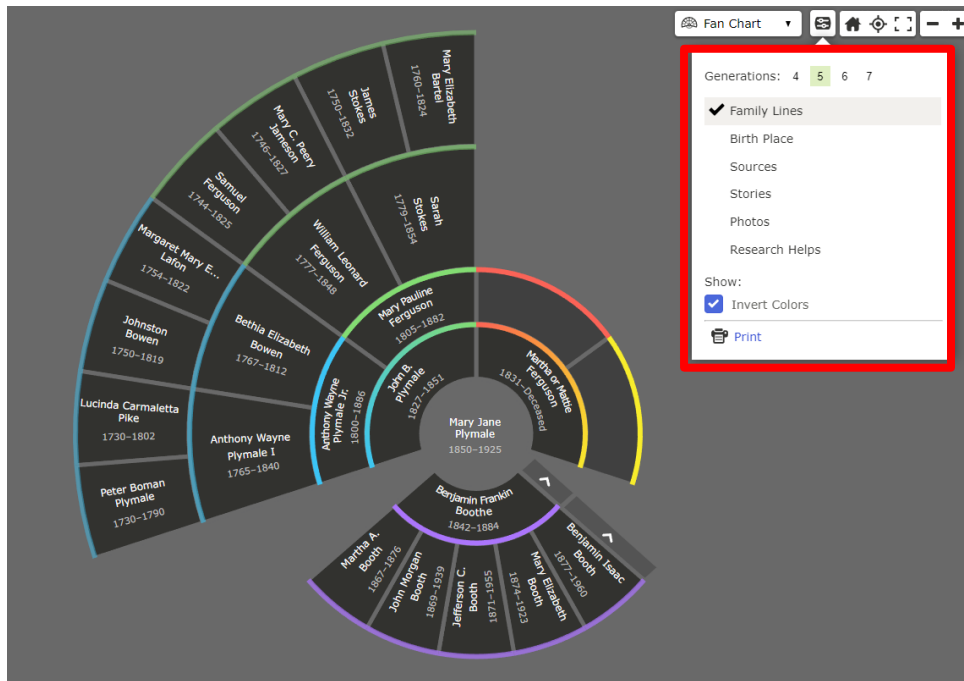 Fan Chart
Generations: 4 5 6 7
Family Lines
Birth Place
Sources
Stories
Photos
Research Helps
Show:
Invert Colors
Print
Mary Elizabeth
Bartel
1760–1824
James
Stokes
1750–1832
Mary C. Peery
Jameson
1746–1827
Samuel
Ferguson
1744–1825
Margaret Mary E...
Lafon
1754–1822
Johnston
Bowen
1750–1819
Lucinda Carmaletta
Pike
1730–1802
Peter Boman
Plymale
1730–1790
Sarah
Stokes
1779–1854
William Leonard
Ferguson
1777–1848
Bethia Elizabeth
Bowen
1767–1812
Anthony Wayne
Plymale I
1765–1840
Mary Pauline
Ferguson
1805–1882
Anthony Wayne
Plymale Jr.
1800–1886
John B.
Plymale
1827–1851
Martha or Mattie
Ferguson
1831–Deceased
Mary Jane
Plymale
1850–1925
Benjamin Frankin
Boothe
1842–1884
Martha A.
Booth
1867–1876
John Morgan
Booth
1869–1939
Jefferson C.
Booth
1871–1955
Mary Elizabeth
Booth
1874–1923
Benjamin Isaac
Booth
1877–1960